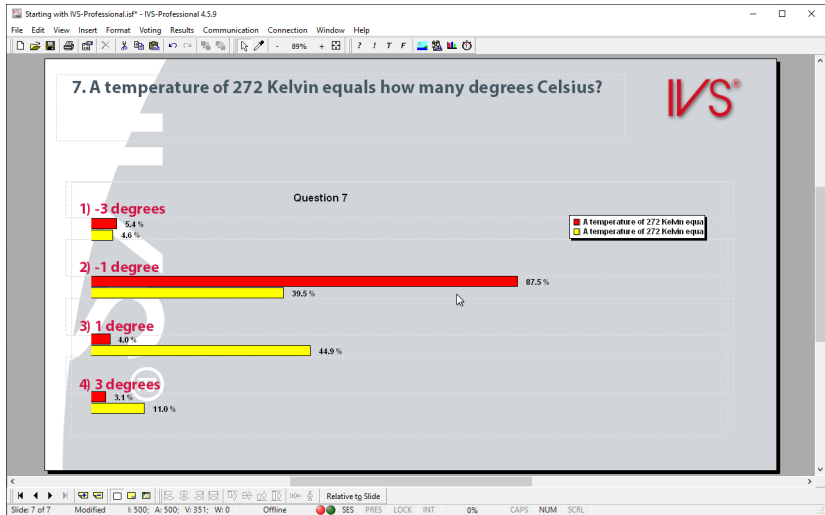 Starting with IVS-Professional.isf* - IVS-Professional 4.5.9
File Edit View Insert Format Voting Results Communication Connection Window Help
- 89% + ? ! T F
7. A temperature of 272 Kelvin equals how many degrees Celsius?
IVS®
Question 7
1) -3 degrees
5.4 %
4.6 %
A temperature of 272 Kelvin equa
A temperature of 272 Kelvin equa
2) -1 degree
87.5 %
39.5 %
3) 1 degree
4.0 %
44.9 %
4) 3 degrees
3.1 %
11.0 %
Relative to Slide
Slide: 7 of 7 Modified I: 500; A: 500; V: 351; W: 0 Offline SES PRES LOCK INT 0% CAPS NUM SCRL